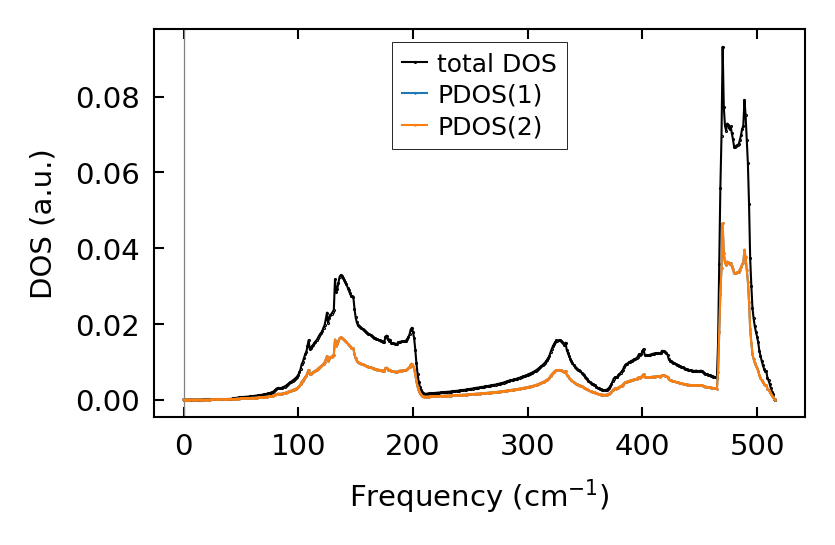 total DOS
PDOS(1)
PDOS(2)
DOS (a.u.)
0.08
0.06
0.04
0.02
0.00
0 100 200 300 400 500
Frequency (cm⁻¹)